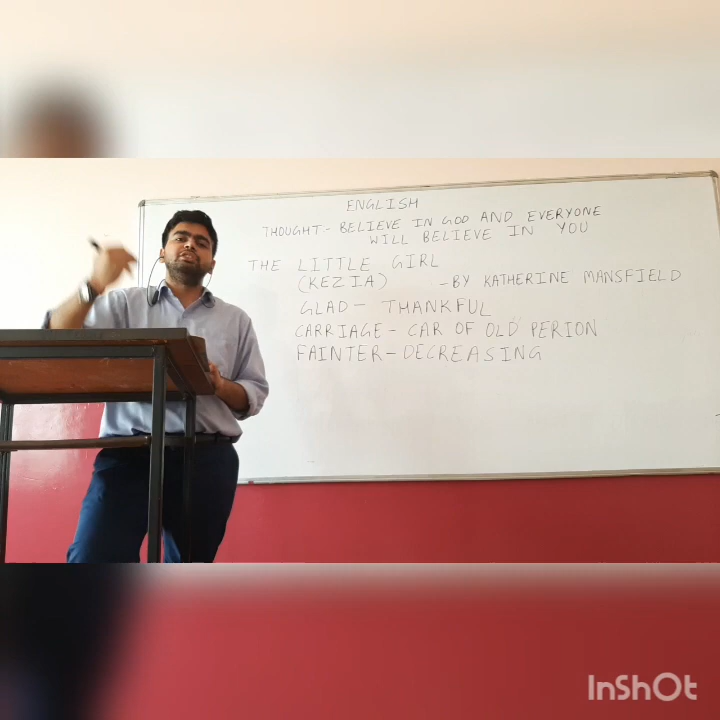 ENGLISH
THOUGHT- BELIEVE IN GOD AND EVERYONE
WILL BELIEVE IN YOU
THE LITTLE GIRL
(KEZIA) -BY KATHERINE MANSFIELD
GLAD- THANKFUL
CARRIAGE- CAR OF OLD PERION
FAINTER-DECREASING
InShOt